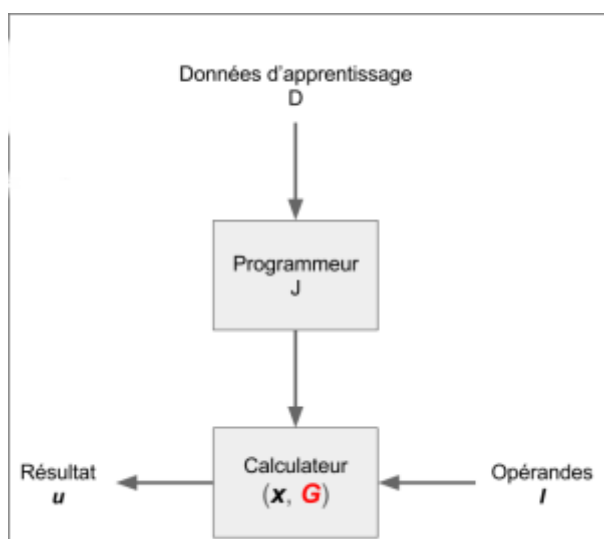 Données d'apprentissage
D
Programmeur
J
Résultat
u
Calculateur
(x, G)
Opérandes
I